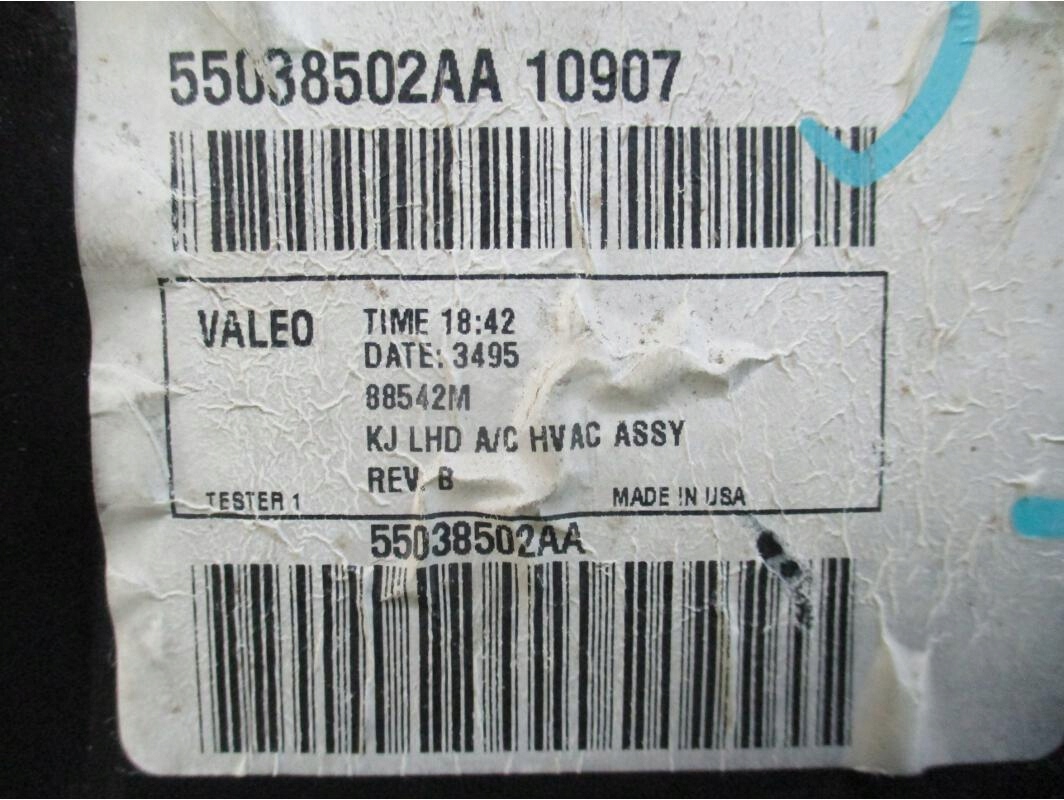 55038502AA 10907
VALEO
TIME 18:42
DATE: 3495
88542M
KJ LHD A/C HVAC ASSY
REV. B
TESTER 1
MADE IN USA
55038502AA